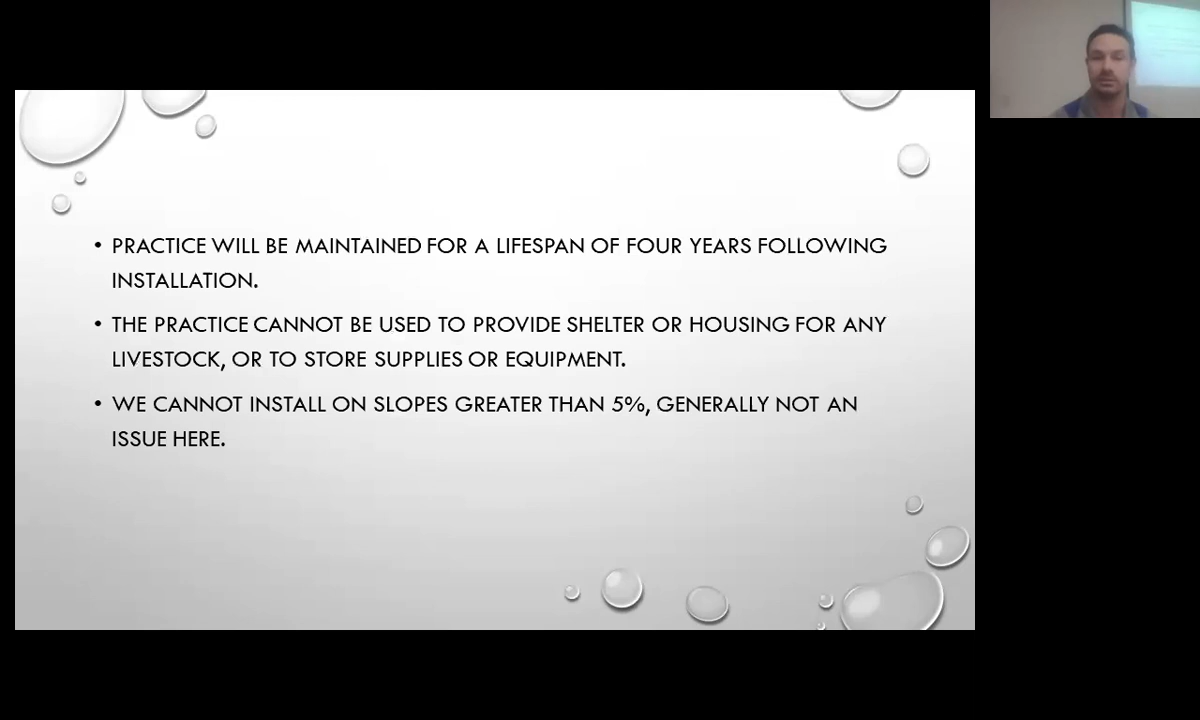 • PRACTICE WILL BE MAINTAINED FOR A LIFESPAN OF FOUR YEARS FOLLOWING
INSTALLATION.
• THE PRACTICE CANNOT BE USED TO PROVIDE SHELTER OR HOUSING FOR ANY
LIVESTOCK, OR TO STORE SUPPLIES OR EQUIPMENT.
• WE CANNOT INSTALL ON SLOPES GREATER THAN 5%, GENERALLY NOT AN
ISSUE HERE.